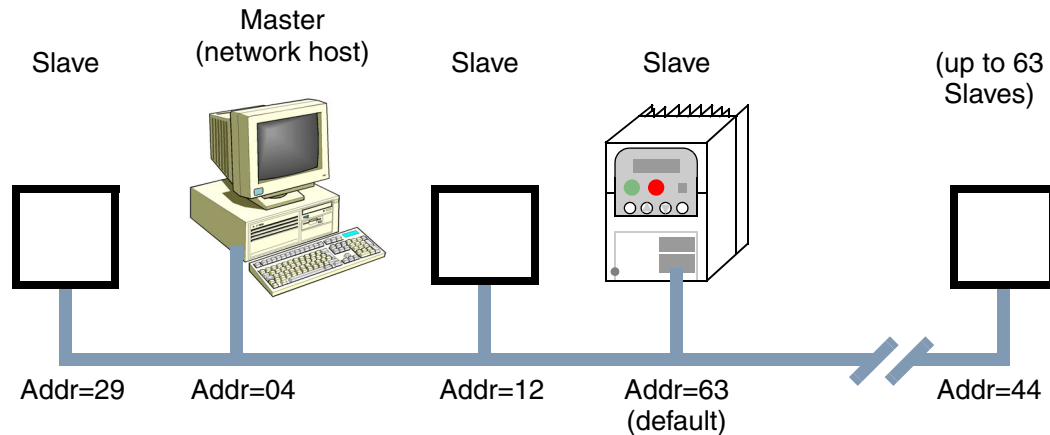 Slave
Master
(network host)
Slave
Slave
(up to 63
Slaves)
Addr=29
Addr=04
Addr=12
Addr=63
(default)
Addr=44